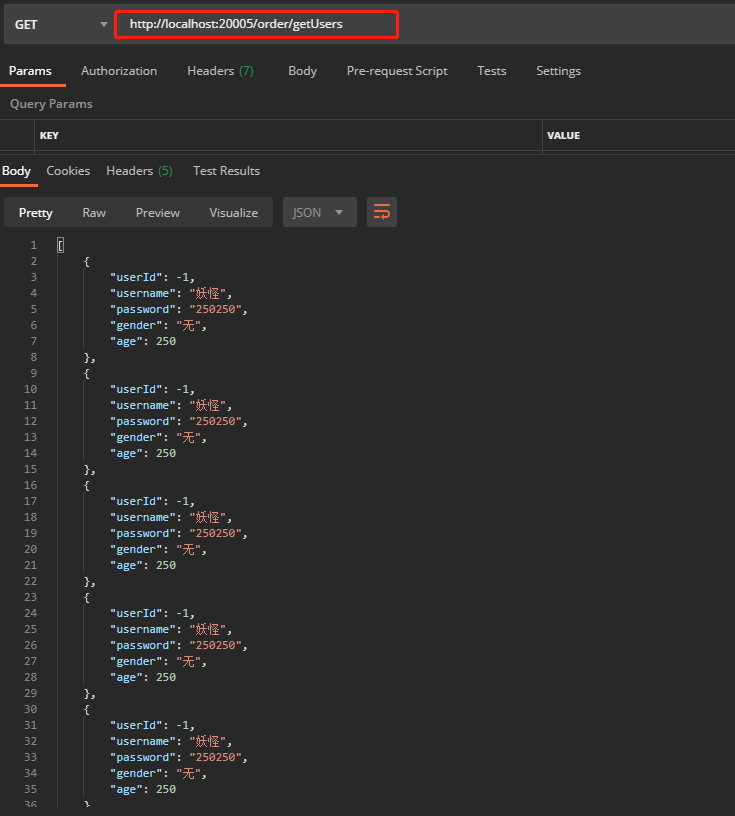 GET http://localhost:20005/order/getUsers
Params Authorization Headers (7) Body Pre-request Script Tests Settings
Query Params
KEY VALUE
Body Cookies Headers (5) Test Results
Pretty Raw Preview Visualize JSON
1 [
2 {
3 "userId": -1,
4 "username": "妖怪",
5 "password": "250250",
6 "gender": "无",
7 "age": 250
8 },
9 {
10 "userId": -1,
11 "username": "妖怪",
12 "password": "250250",
13 "gender": "无",
14 "age": 250
15 },
16 {
17 "userId": -1,
18 "username": "妖怪",
19 "password": "250250",
20 "gender": "无",
21 "age": 250
22 },
23 {
24 "userId": -1,
25 "username": "妖怪",
26 "password": "250250",
27 "gender": "无",
28 "age": 250
29 },
30 {
31 "userId": -1,
32 "username": "妖怪",
33 "password": "250250",
34 "gender": "无",
35 "age": 250
36 }